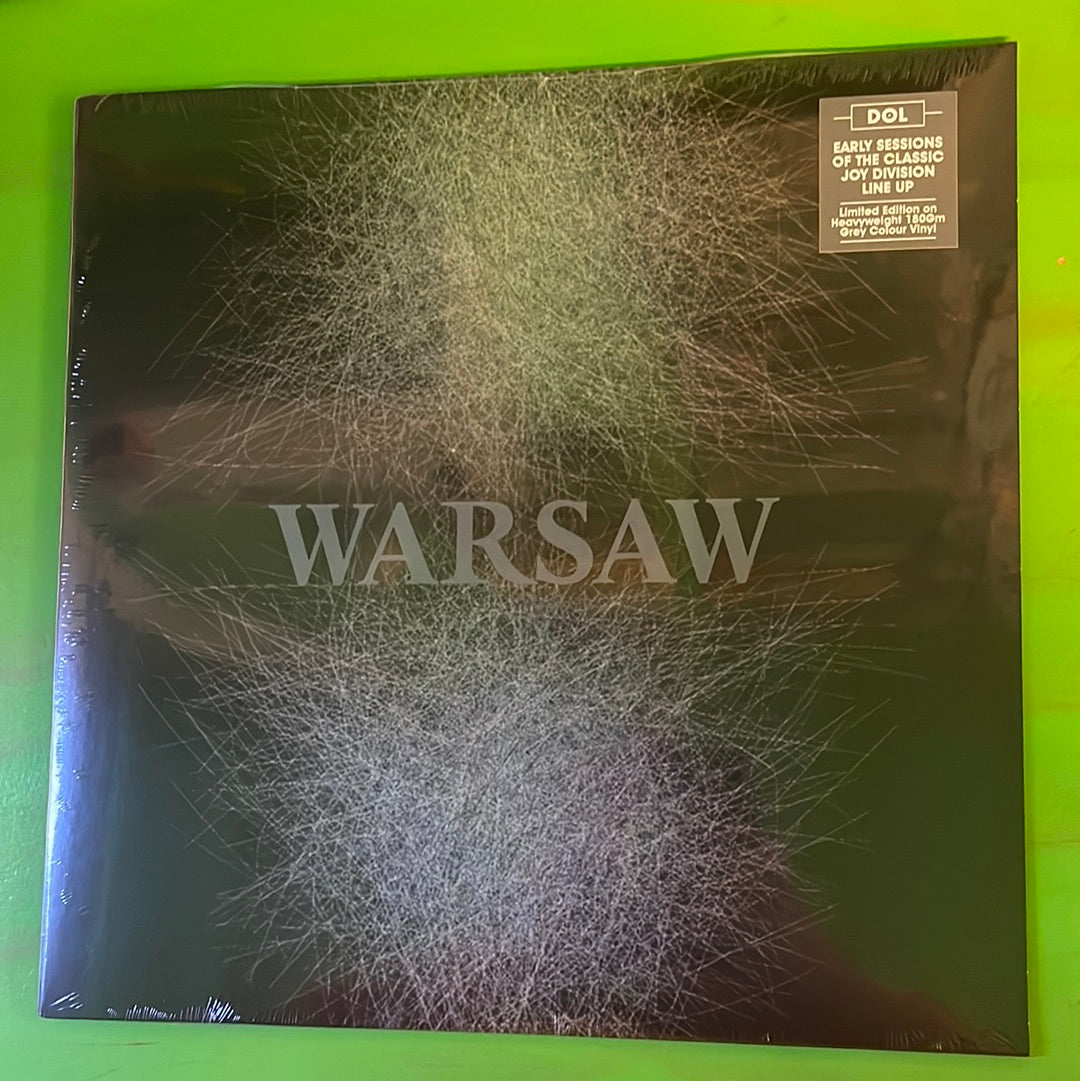 DOL
EARLY SESSIONS
OF THE CLASSIC
JOY DIVISION
LINE UP
Limited Edition on
Heavyweight 180Gm
Grey Colour Vinyl
WARSAW